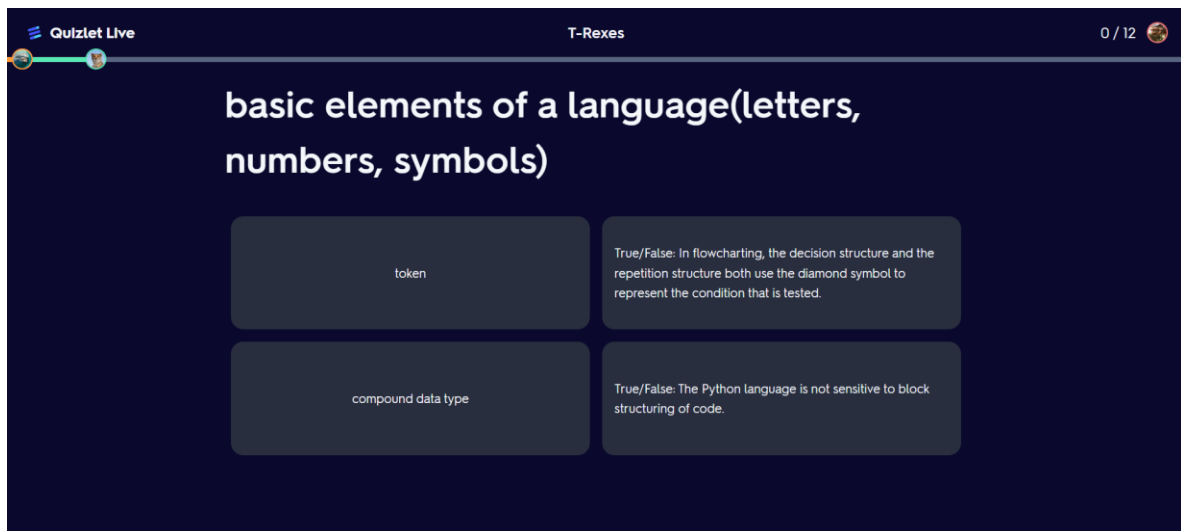 Quizlet Live
T-Rexes
0 / 12
basic elements of a language(letters,
numbers, symbols)
token
True/False: In flowcharting, the decision structure and the
repetition structure both use the diamond symbol to
represent the condition that is tested.
compound data type
True/False: The Python language is not sensitive to block
structuring of code.